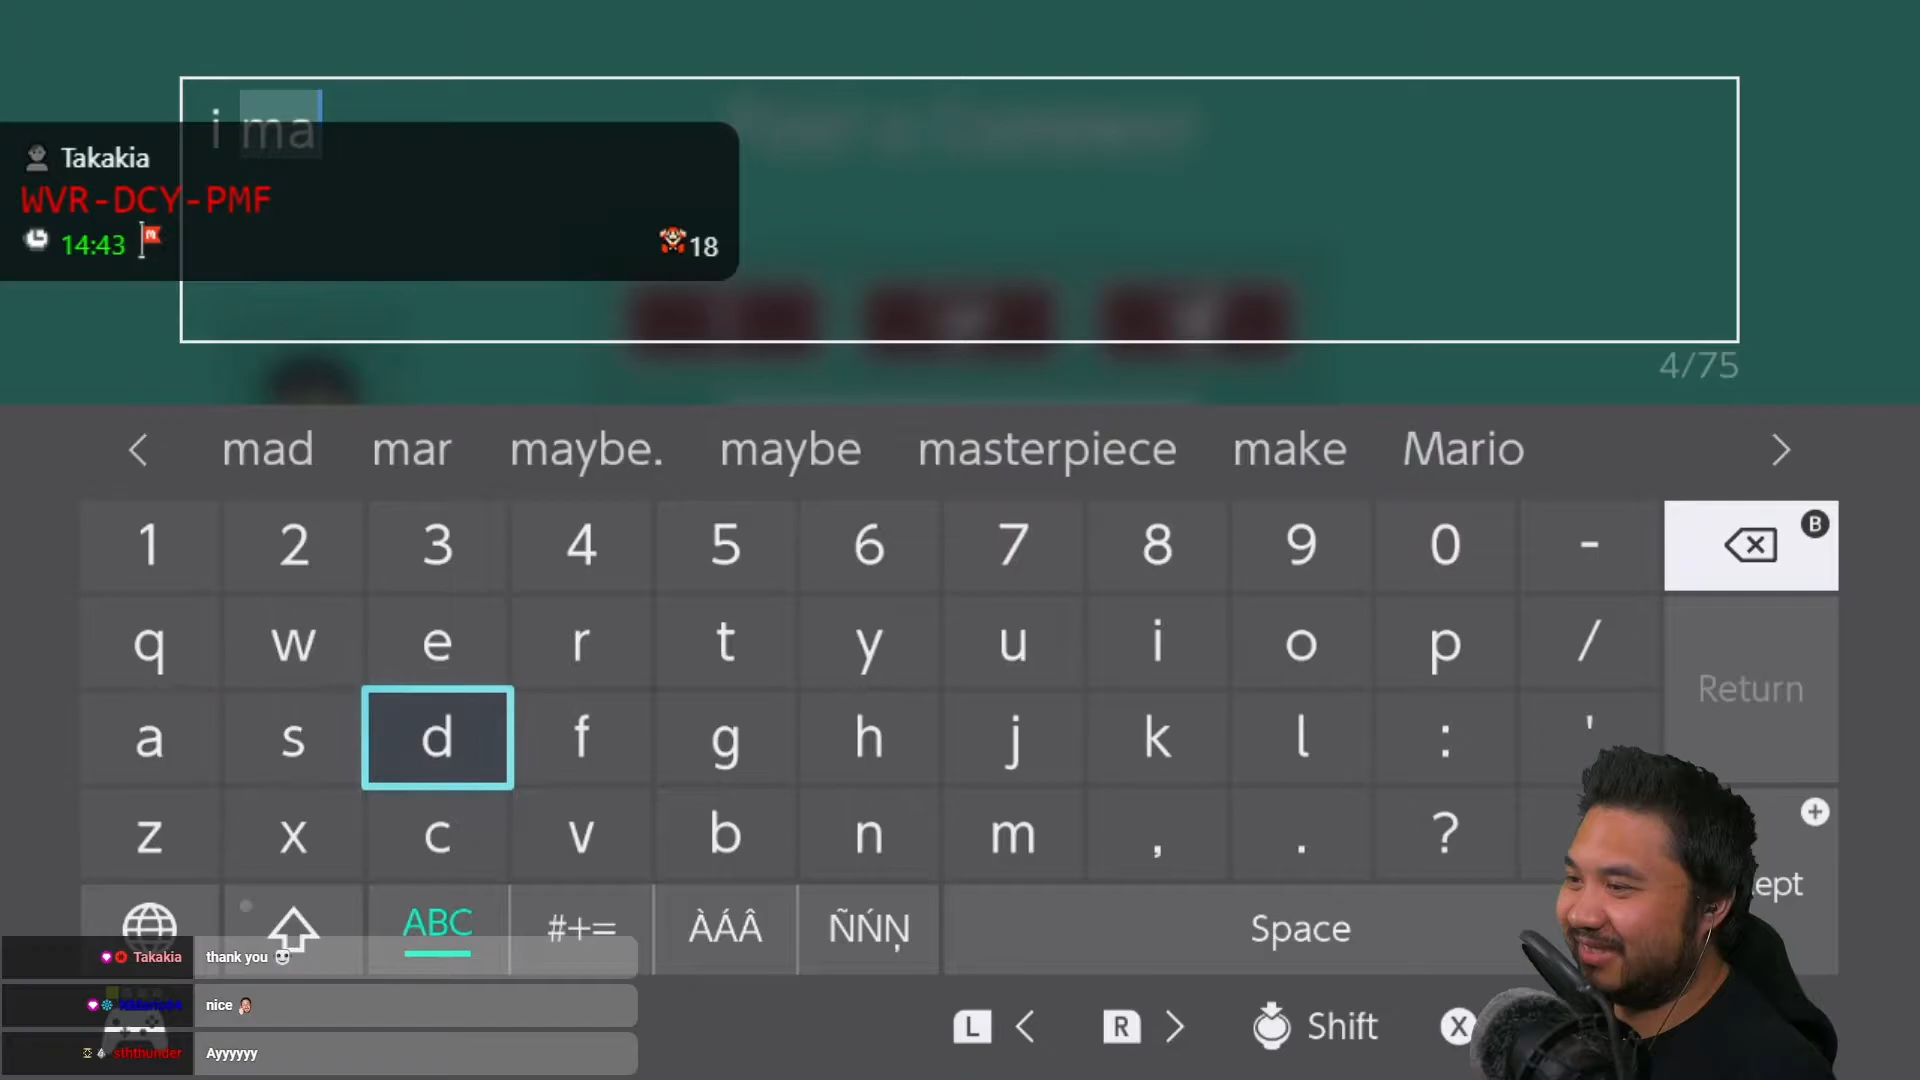 i ma
Takakia
WVR-DCY-PMF
14:43 M 18
4/75
mad mar maybe. maybe masterpiece make Mario
1 2 3 4 5 6 7 8 9 0 - B
q w e r t y u i o p /
Return
a s d f g h j k l : '
z x c v b n m , . ? +
ABC #+= ÀÁÂ ÑŃŅ Space ept
Takakia thank you
nice
sththunder Ayyyyyy
L R Shift X